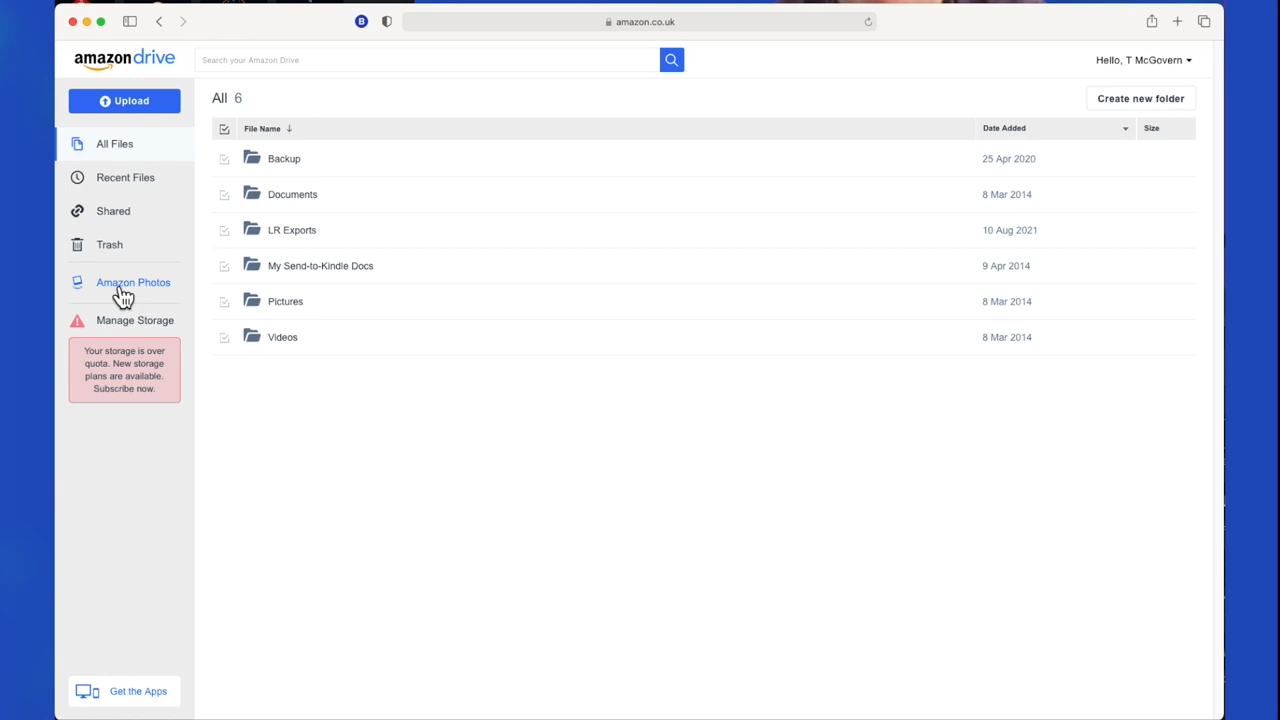 B
amazon.co.uk
amazon drive
Search your Amazon Drive
Hello, T McGovern
Upload
All 6
Create new folder
File Name
Date Added
Size
All Files
Recent Files
Shared
Trash
Amazon Photos
Manage Storage
Your storage is over
quota. New storage
plans are available.
Subscribe now.
Backup
25 Apr 2020
Documents
8 Mar 2014
LR Exports
10 Aug 2021
My Send-to-Kindle Docs
9 Apr 2014
Pictures
8 Mar 2014
Videos
8 Mar 2014
Get the Apps